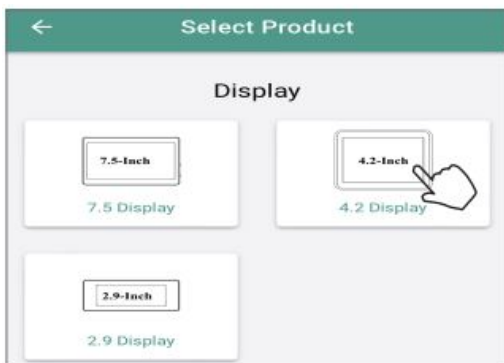 Select Product
Display
7.5-Inch
4.2-Inch
7.5 Display
4.2 Display
2.9-Inch
2.9 Display